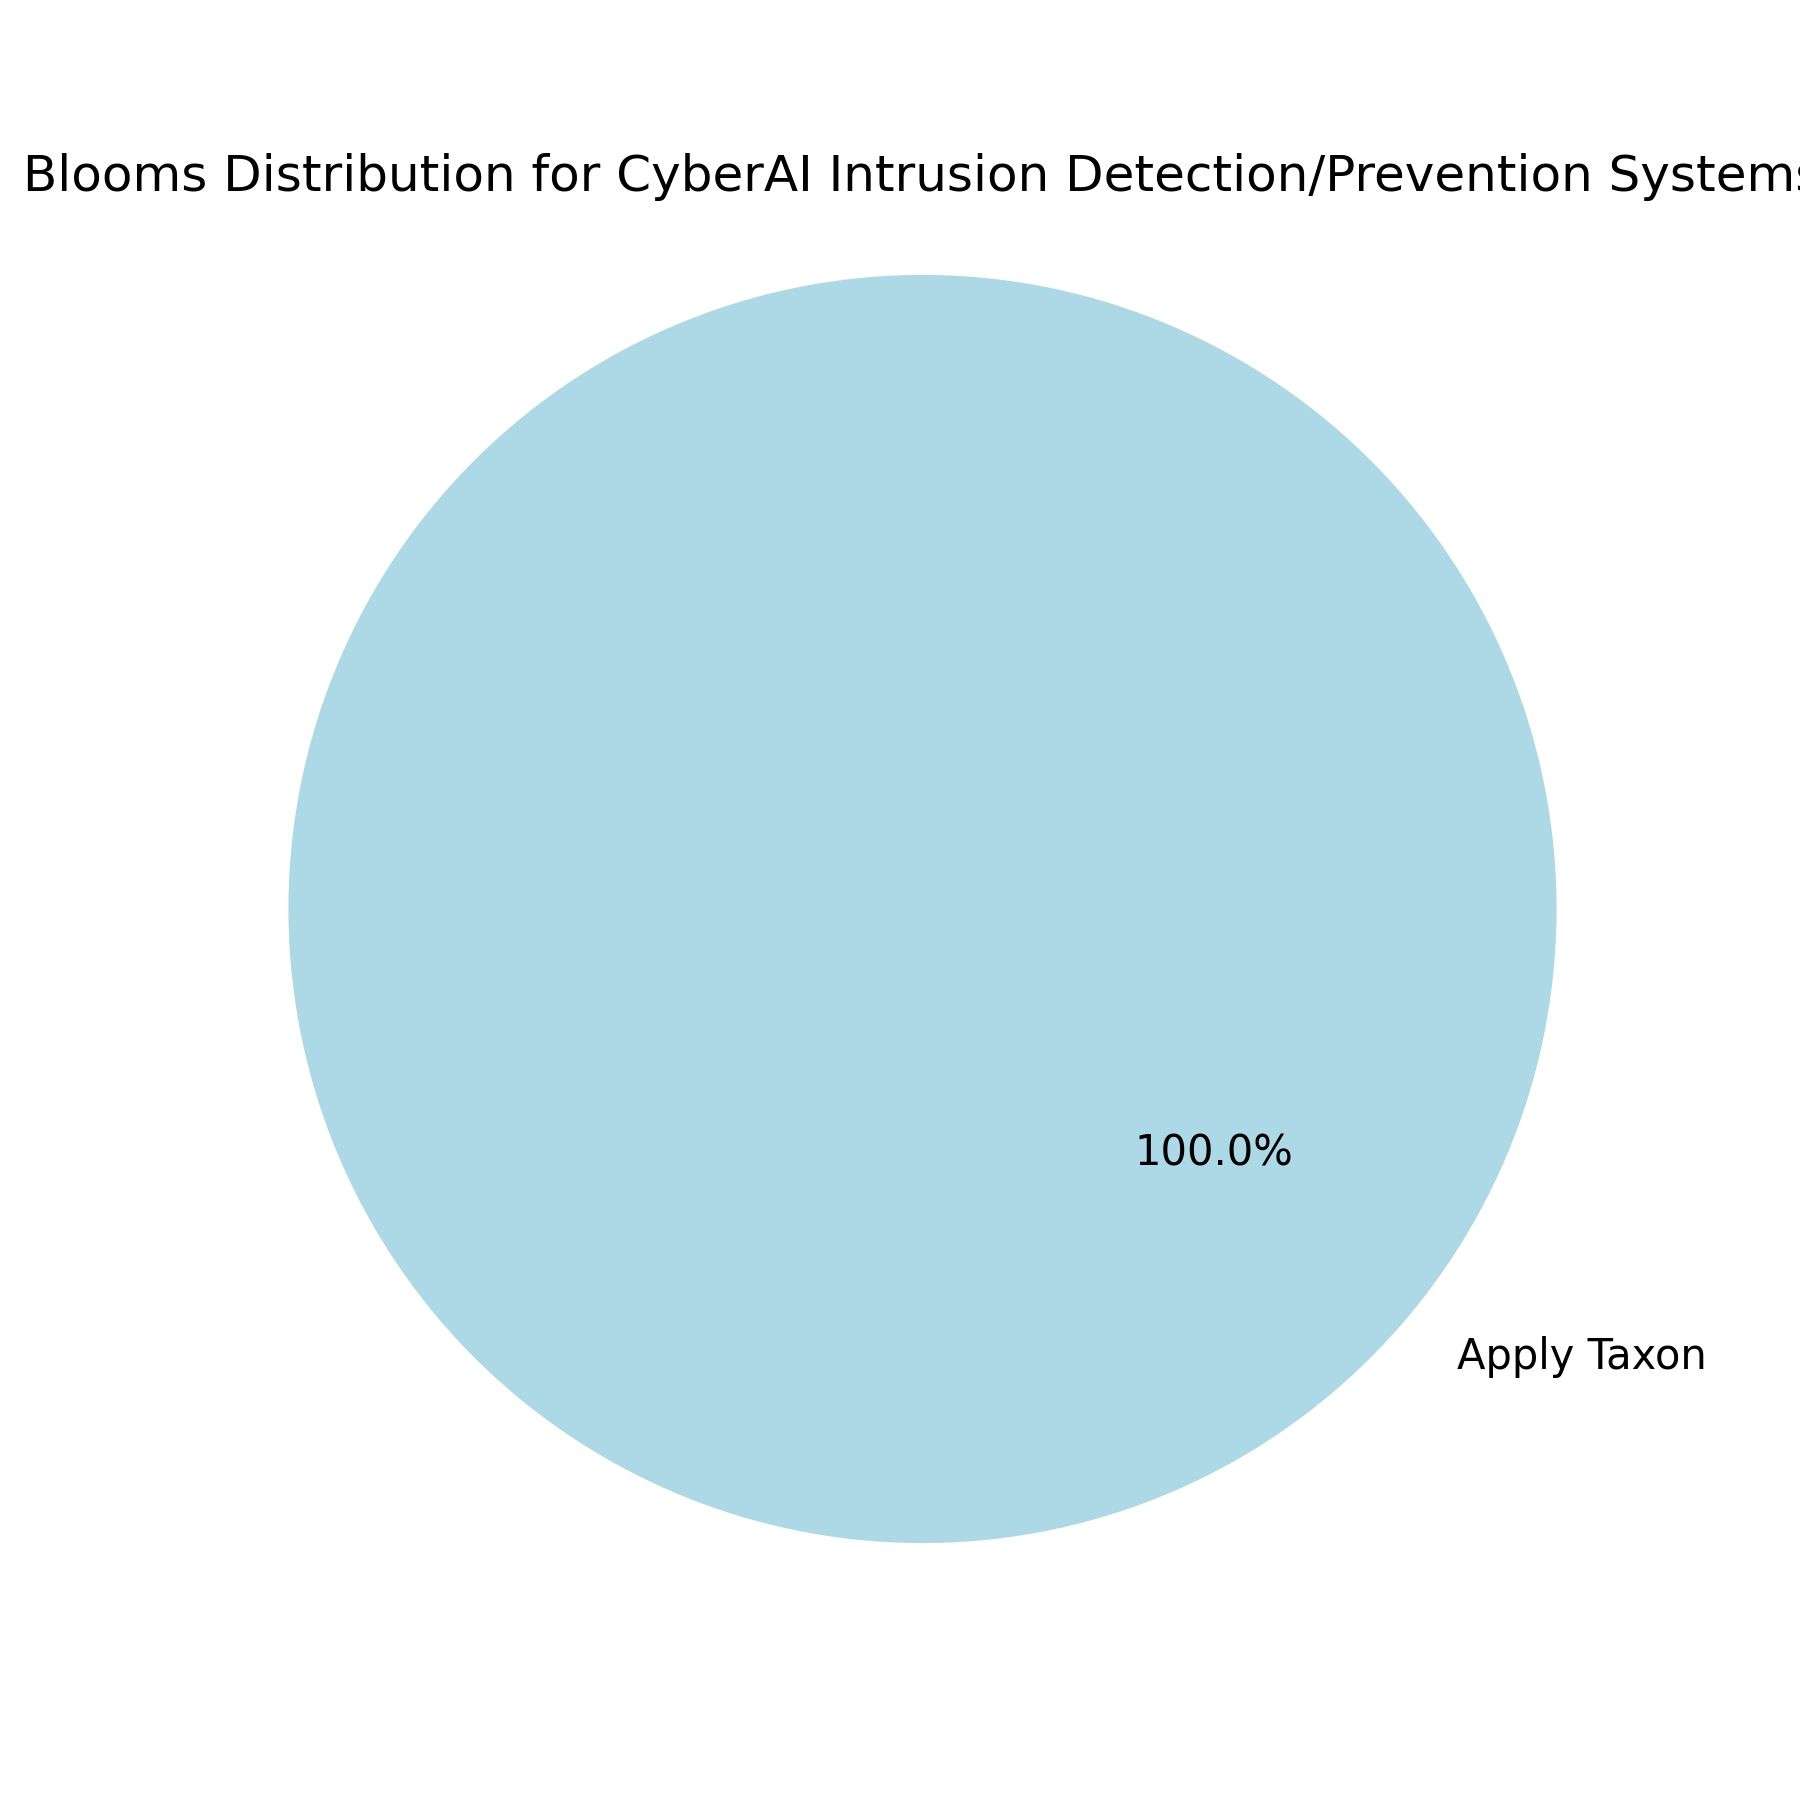 Blooms Distribution for CyberAI Intrusion Detection/Prevention Systems
100.0%
Apply Taxon